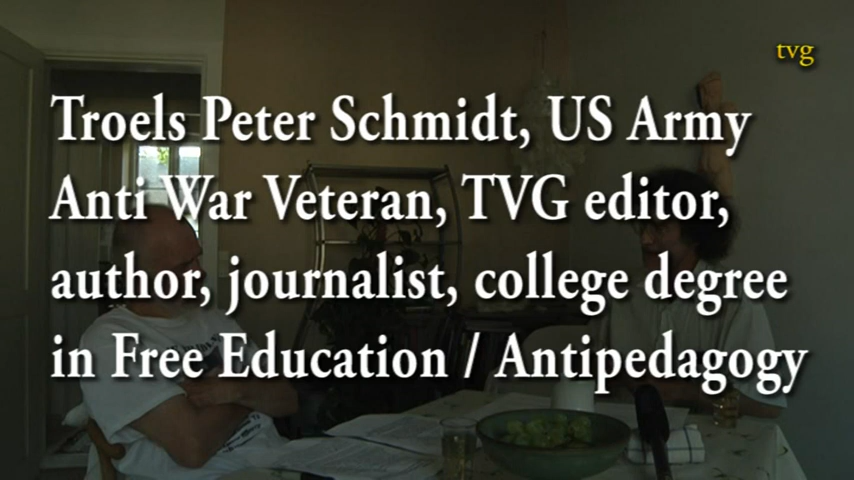 tvg
Troels Peter Schmidt, US Army
Anti War Veteran, TVG editor,
author, journalist, college degree
in Free Education / Antipedagogy